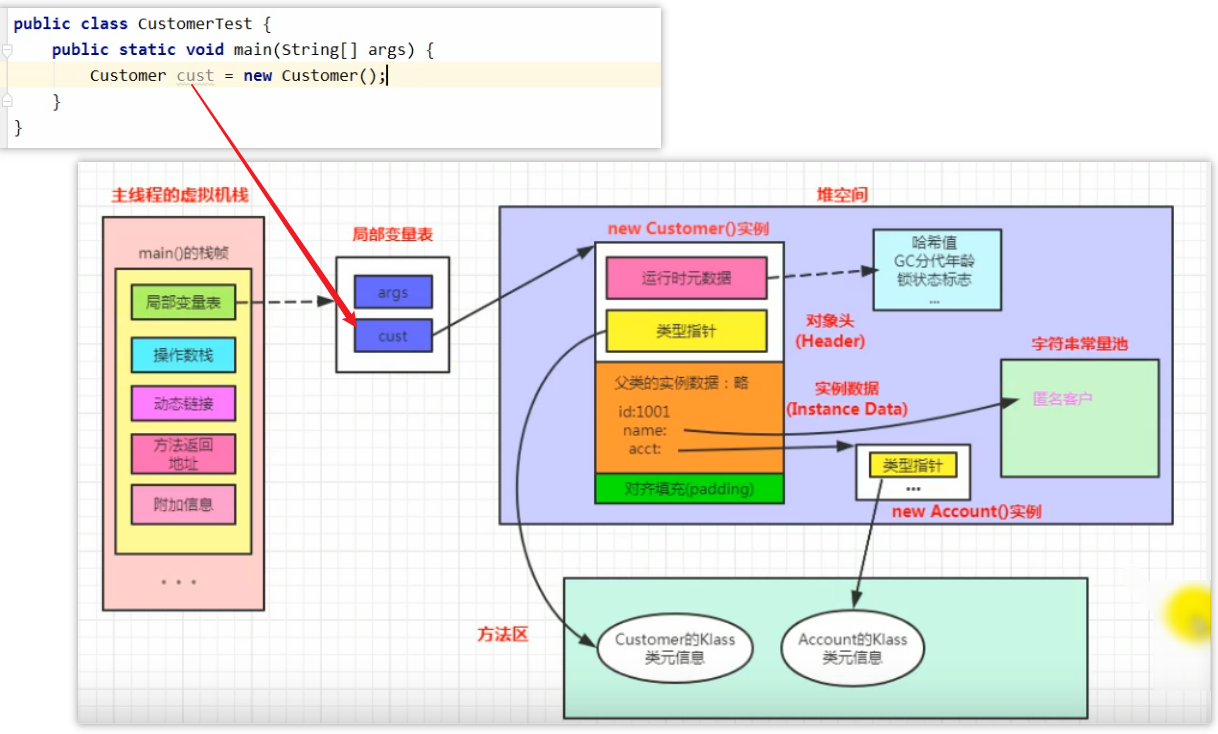 public class CustomerTest {
public static void main(String[] args) {
Customer cust = new Customer();
}
}
主线程的虚拟机栈
main()的栈帧
局部变量表
操作数栈
动态链接
方法返回
地址
附加信息
...
局部变量表
args
cust
堆空间
new Customer()实例
运行时元数据
类型指针
对象头
(Header)
哈希值
GC分代年龄
锁状态标志
...
父类的实例数据：略
id:1001
name:
acct:
实例数据
(Instance Data)
对齐填充(padding)
字符串常量池
匿名客户
类型指针
...
new Account()实例
方法区
Customer的Klass
类元信息
Account的Klass
类元信息